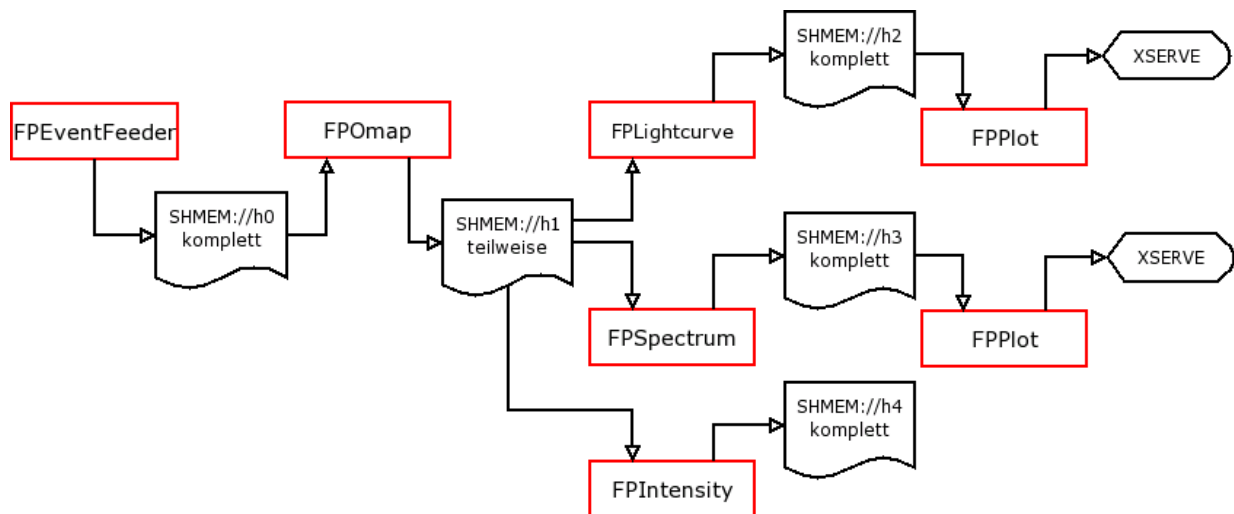 FPEventFeeder
SHMEM://h0
komplett
FPOmap
SHMEM://h1
teilweise
FPLightcurve
SHMEM://h2
komplett
FPPlot
XSERVE
FPSpectrum
SHMEM://h3
komplett
FPPlot
XSERVE
FPIntensity
SHMEM://h4
komplett